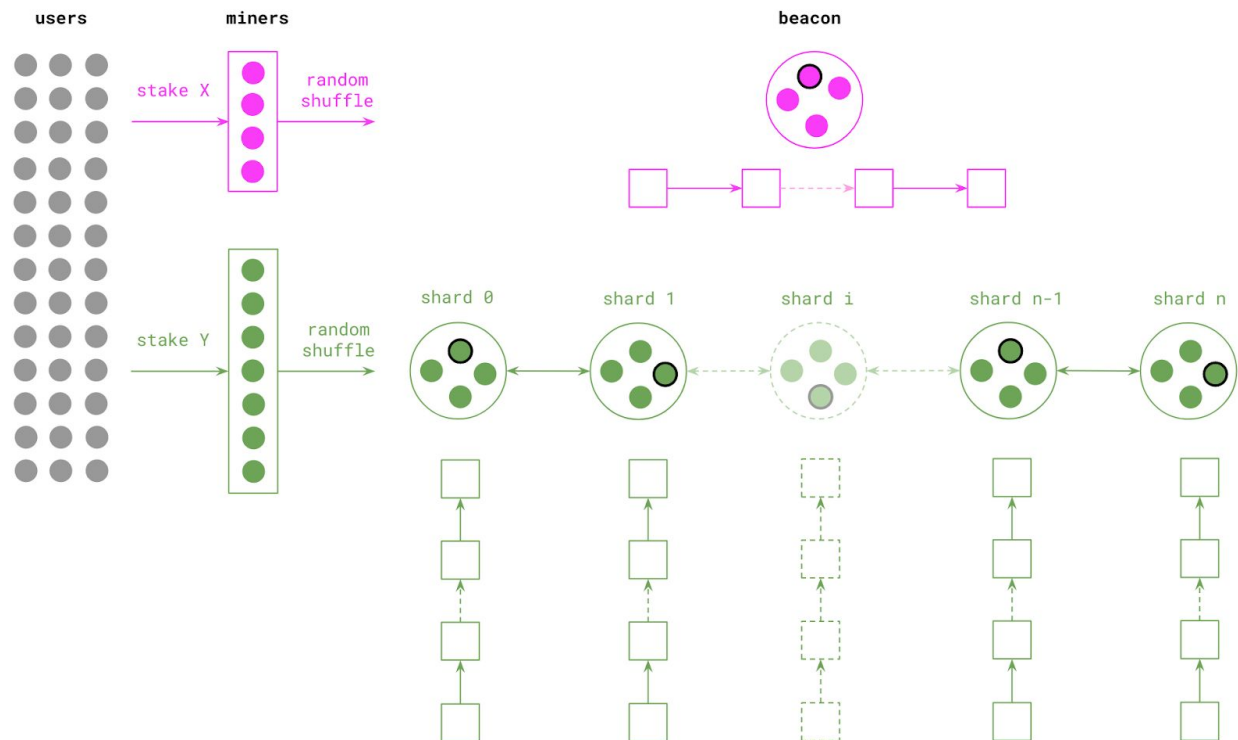 users
miners
beacon
stake X
random
shuffle
shard 0
shard 1
shard i
shard n-1
shard n
stake Y
random
shuffle